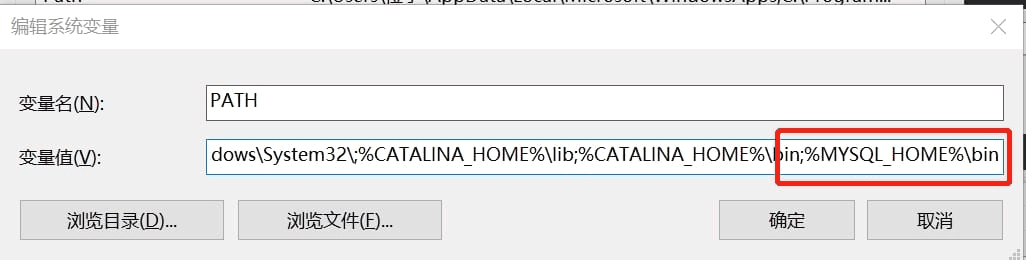 编辑系统变量
变量名(N):
PATH
变量值(V):
dows\System32\;%CATALINA_HOME%\lib;%CATALINA_HOME%\bin;%MYSQL_HOME%\bin
浏览目录(D)...
浏览文件(F)...
确定
取消